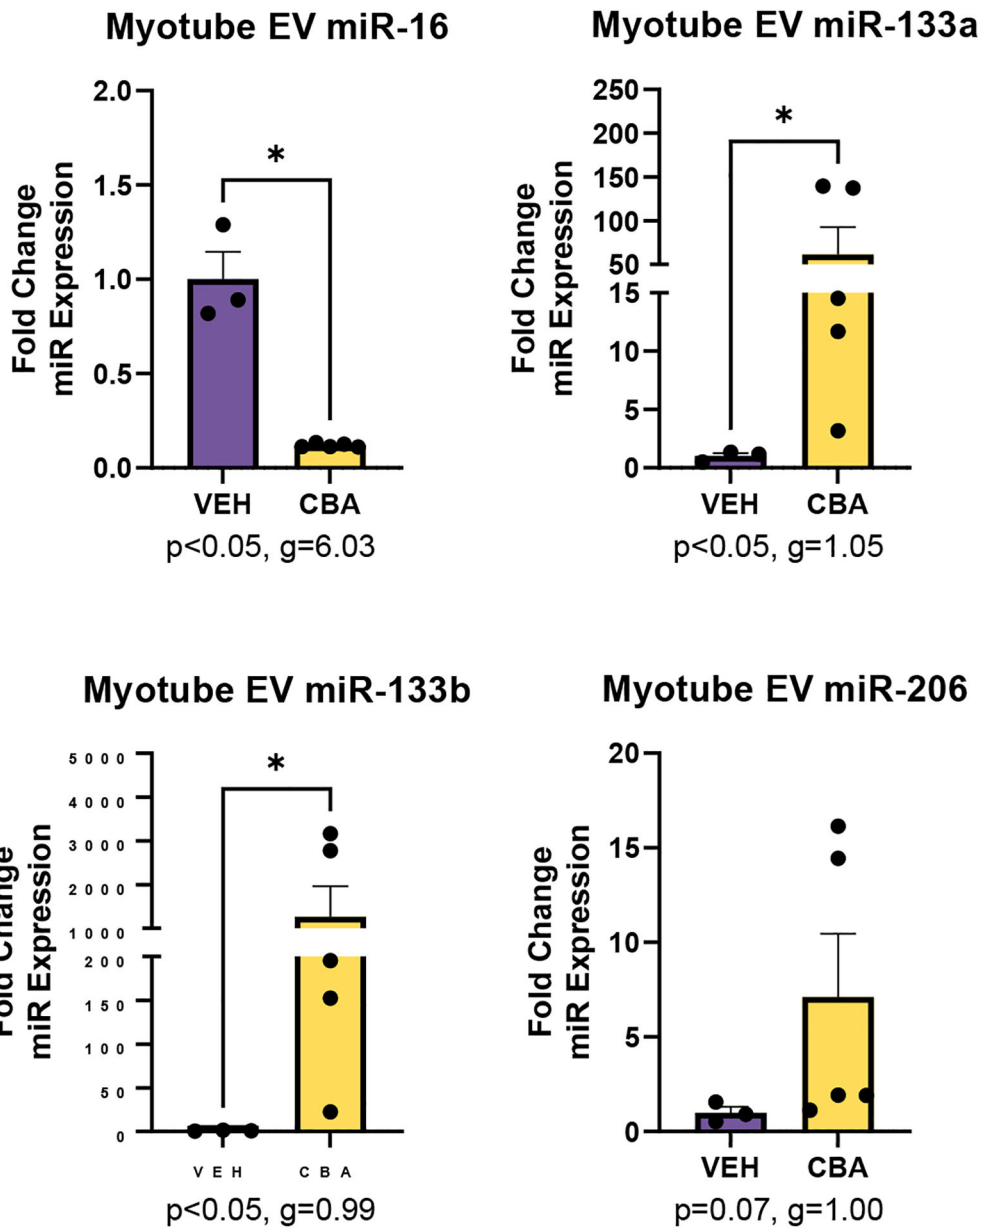 Myotube EV miR-16
Fold Change
miR Expression
2.0
1.5
1.0
0.5
0.0
*
VEH CBA
p<0.05, g=6.03
Myotube EV miR-133a
Fold Change
miR Expression
250
200
150
100
50
15
10
5
0
*
VEH CBA
p<0.05, g=1.05
Myotube EV miR-133b
Fold Change
miR Expression
5000
4000
3000
2000
1000
200
150
100
50
0
*
VEH CBA
p<0.05, g=0.99
Myotube EV miR-206
Fold Change
miR Expression
20
15
10
5
0
VEH CBA
p=0.07, g=1.00